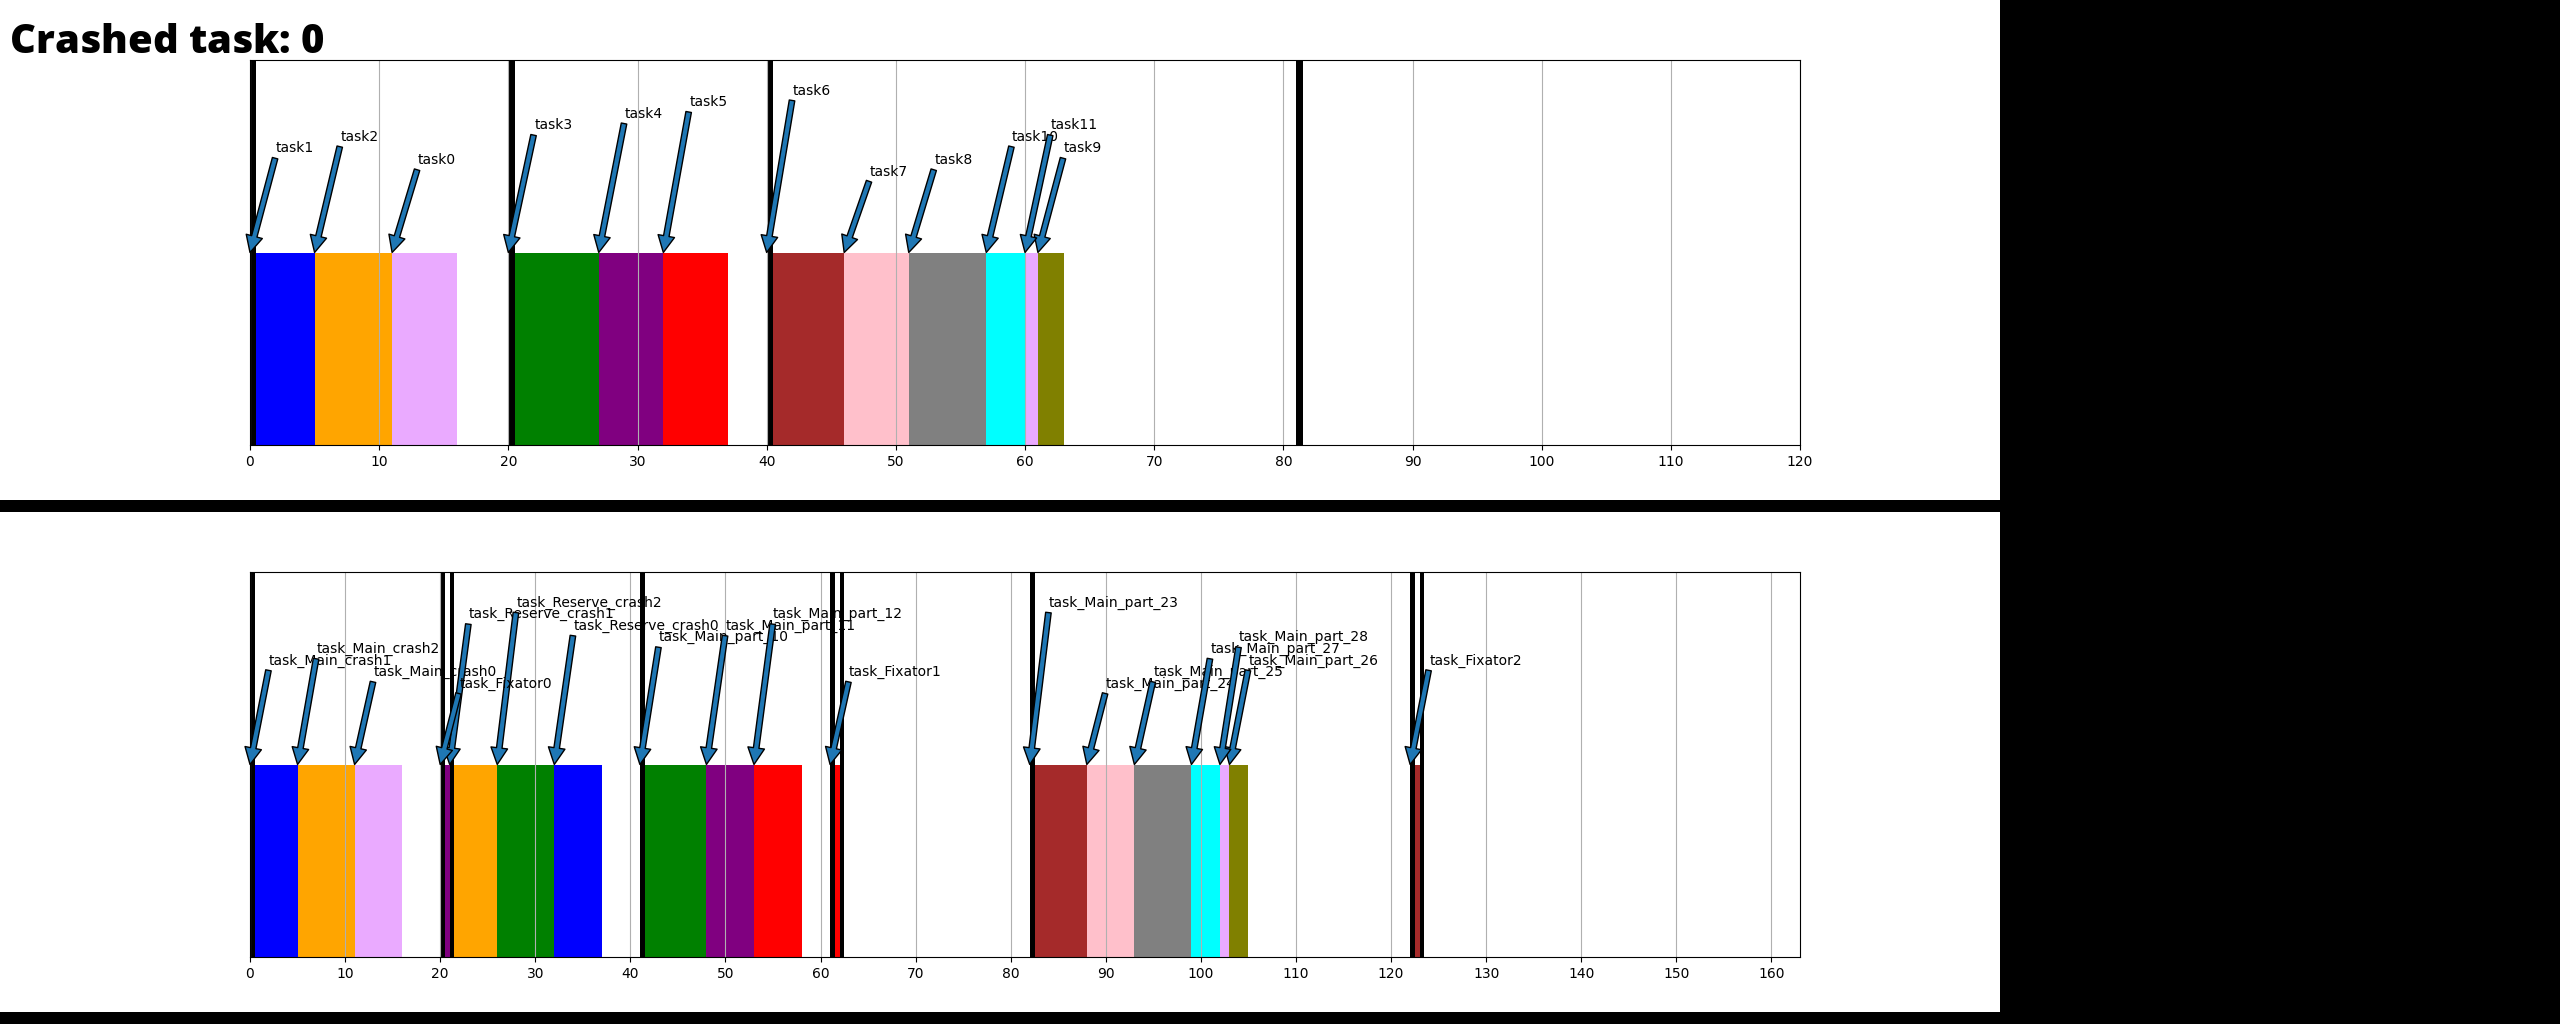 Crashed task: 0
task6
task5
task4
task3
task11
task2
task10
task1
task9
task0
task8
task7
0 10 20 30 40 50 60 70 80 90 100 110 120
task_Reserve_crash2
task_Main_part_23
task_Reserve_crash1
task_Main_part_12
task_Reserve_crash0
task_Main_part_11
task_Main_part_10
task_Main_part_28
task_Main_crash2
task_Main_part_27
task_Main_crash1
task_Main_part_26
task_Fixator2
task_Main_crash0
task_Fixator1
task_Main_part_25
task_Fixator0
task_Main_part_24
0 10 20 30 40 50 60 70 80 90 100 110 120 130 140 150 160